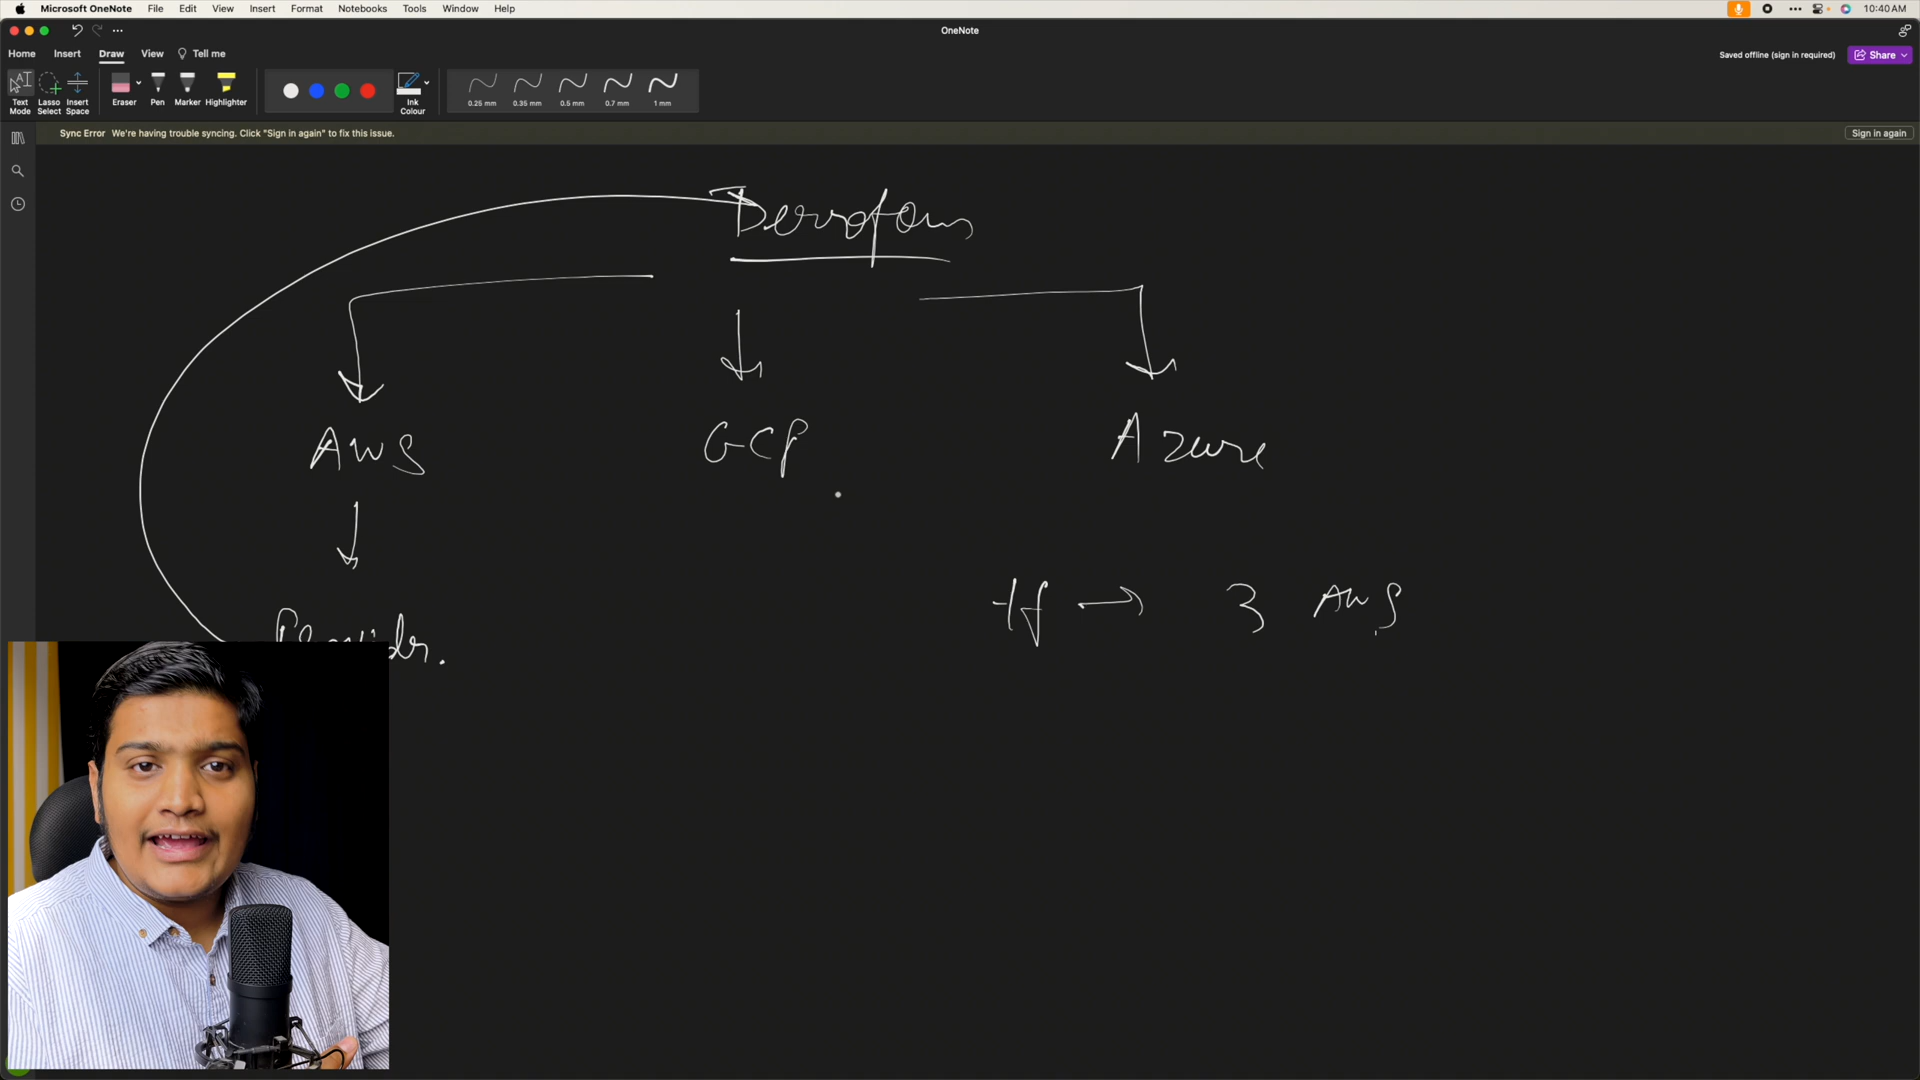 Microsoft OneNote File Edit View Insert Format Notebooks Tools Window Help 10:40 AM
OneNote
Home Insert Draw View Tell me
Saved offline (sign in required) Share
Text Mode
Lasso Select
Insert Space
Eraser
Pen
Marker
Highlighter
Ink Colour
0.25 mm 0.35 mm 0.5 mm 0.7 mm 1 mm
Sync Error We're having trouble syncing. Click "Sign in again" to fix this issue. Sign in again
AWS GCP Azure
tf → 3 AWS